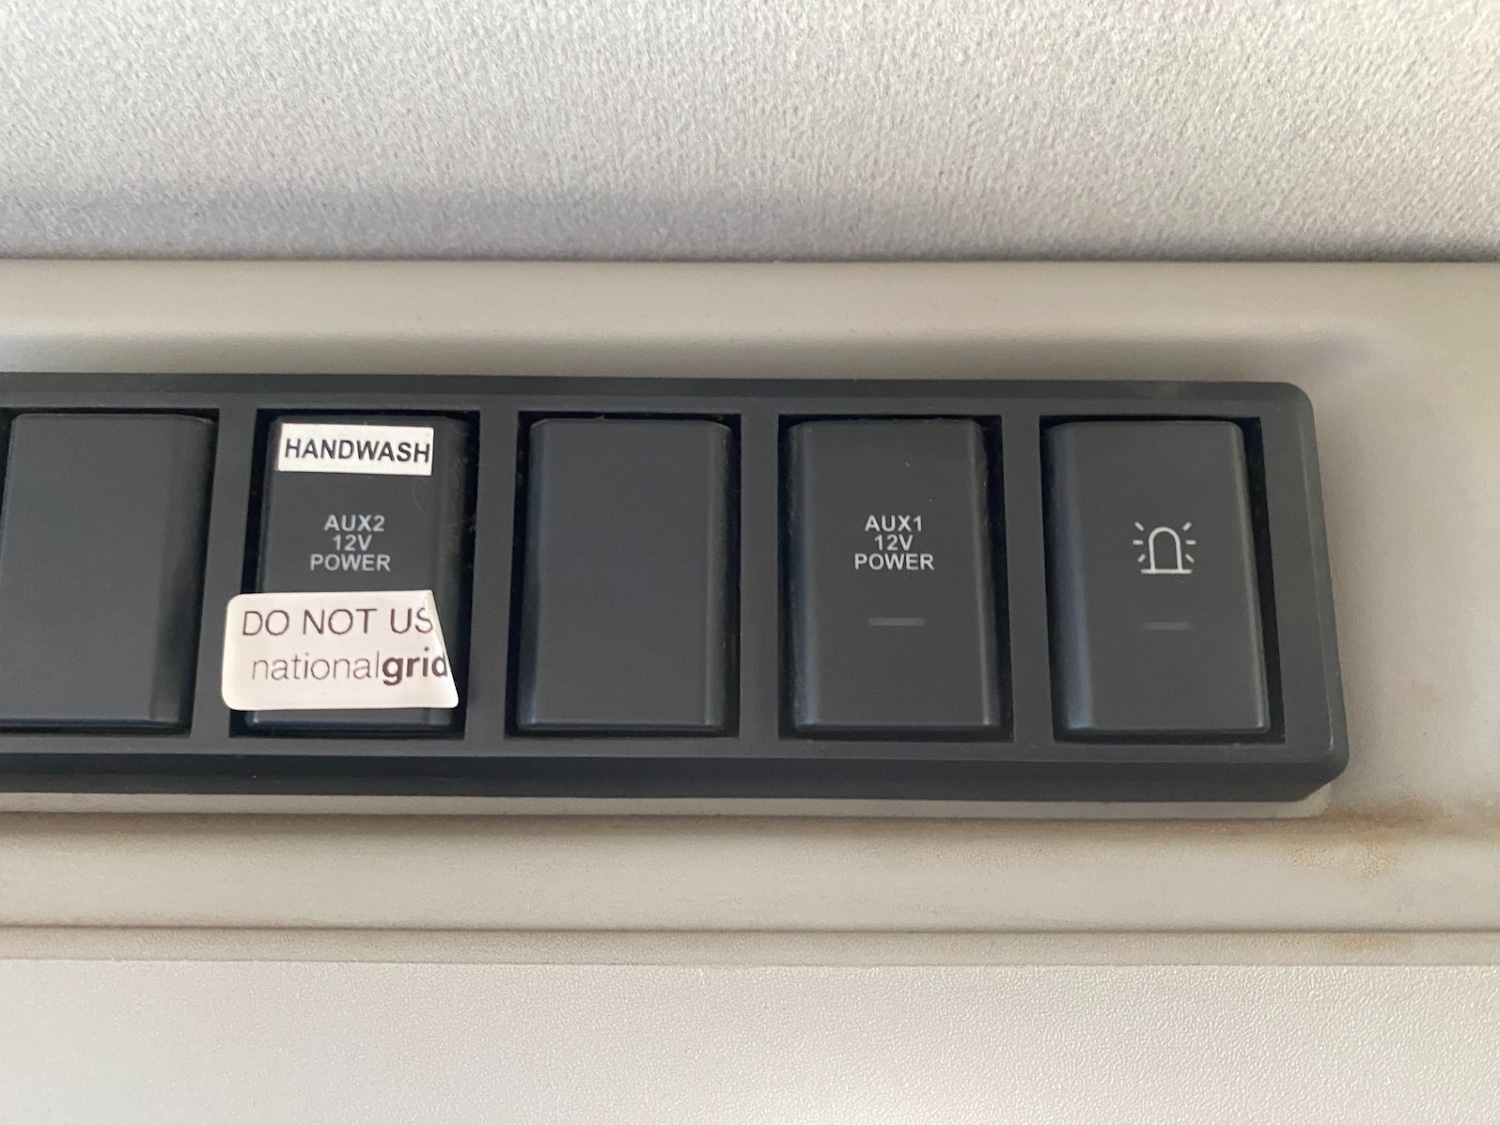 HANDWASH
AUX2
12V
POWER
DO NOT US
nationalgrid
AUX1
12V
POWER